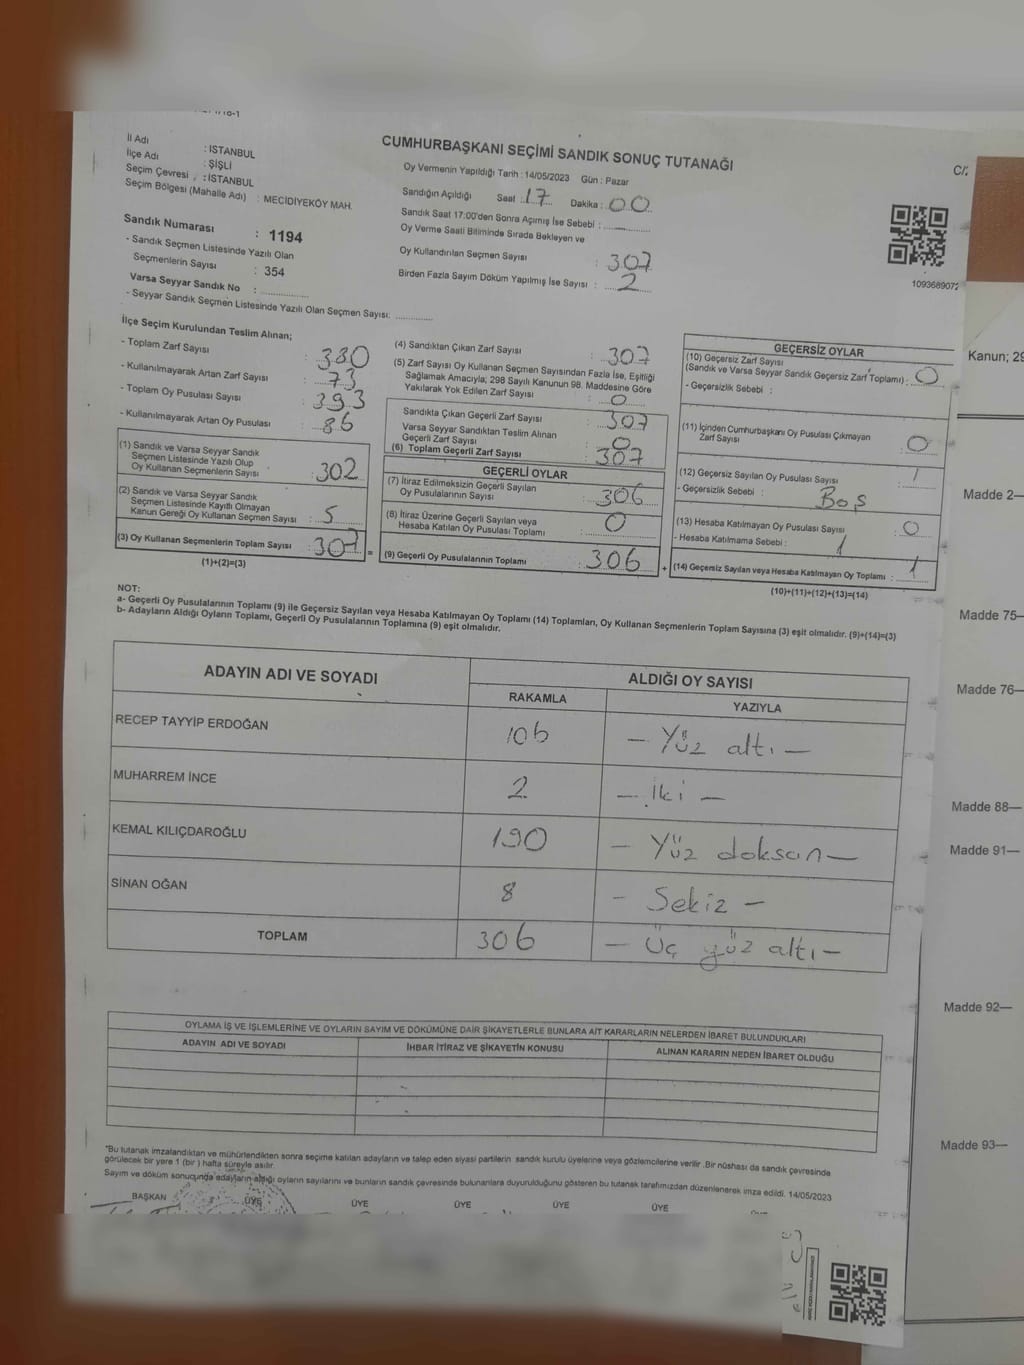 İl Adı : İSTANBUL
İlçe Adı : ŞİŞLİ
Seçim Çevresi : İSTANBUL
Seçim Bölgesi (Mahalle Adı) : MECİDİYEKÖY MAH.
Sandık Numarası : 1194
- Sandık Seçmen Listesinde Yazılı Olan
Seçmenlerin Sayısı : 354
Varsa Seyyar Sandık No : ..............
- Seyyar Sandık Seçmen Listesinde Yazılı Olan Seçmen Sayısı: ............
CUMHURBAŞKANI SEÇİMİ SANDIK SONUÇ TUTANAĞI
Oy Vermenin Yapıldığı Tarih : 14/05/2023 Gün : Pazar
Sandığın Açıldığı Saat : 17 Dakika : 00
Sandık Saat 17:00'den Sonra Açımış İse Sebebi : ............
Oy Verme Saati Bitiminde Sırada Bekleyen ve
Oy Kullandırılan Seçmen Sayısı : 307
Birden Fazla Sayım Döküm Yapılmış İse Sayısı : 2
1093689072
İlçe Seçim Kurulundan Teslim Alınan;
- Toplam Zarf Sayısı : 380
- Kullanılmayarak Artan Zarf Sayısı : 73
- Toplam Oy Pusulası Sayısı : 393
- Kullanılmayarak Artan Oy Pusulası : 86
(1) Sandık ve Varsa Seyyar Sandık
Seçmen Listesinde Yazılı Olup
Oy Kullanan Seçmenlerin Sayısı : 302
(2) Sandık ve Varsa Seyyar Sandık
Seçmen Listesinde Kayıtlı Olmayan
Kanun Gereği Oy Kullanan Seçmen Sayısı : 5
(3) Oy Kullanan Seçmenlerin Toplam Sayısı : 307 =
(1)+(2)=(3)
(4) Sandıktan Çıkan Zarf Sayısı : 307
(5) Zarf Sayısı Oy Kullanan Seçmen Sayısından Fazla İse, Eşitliği
Sağlamak Amacıyla; 298 Sayılı Kanunun 98. Maddesine Göre
Yakılarak Yok Edilen Zarf Sayısı : 0
Sandıkta Çıkan Geçerli Zarf Sayısı : 307
Varsa Seyyar Sandıktan Teslim Alınan
Geçerli Zarf Sayısı : 0
(6) Toplam Geçerli Zarf Sayısı : 307
GEÇERLİ OYLAR
(7) İtiraz Edilmeksizin Geçerli Sayılan
Oy Pusulalarının Sayısı : 306
(8) İtiraz Üzerine Geçerli Sayılan veya
Hesaba Katılan Oy Pusulası Toplamı : 0
(9) Geçerli Oy Pusulalarının Toplamı : 306 +
GEÇERSİZ OYLAR
(10) Geçersiz Zarf Sayısı
(Sandık ve Varsa Seyyar Sandık Geçersiz Zarf Toplamı) : 0
- Geçersizlik Sebebi :
(11) İçinden Cumhurbaşkanı Oy Pusulası Çıkmayan
Zarf Sayısı : 0
(12) Geçersiz Sayılan Oy Pusulası Sayısı : 1
- Geçersizlik Sebebi : Boş
(13) Hesaba Katılmayan Oy Pusulası Sayısı : 0
- Hesaba Katılmama Sebebi :
(14) Geçersiz Sayılan veya Hesaba Katılmayan Oy Toplamı : 1
(10)+(11)+(12)+(13)=(14)
NOT:
a- Geçerli Oy Pusulalarının Toplamı (9) ile Geçersiz Sayılan veya Hesaba Katılmayan Oy Toplamı (14) Toplamları, Oy Kullanan Seçmenlerin Toplam Sayısına (3) eşit olmalıdır. (9)+(14)=(3)
b- Adayların Aldığı Oyların Toplamı, Geçerli Oy Pusulalarının Toplamına (9) eşit olmalıdır.
ADAYIN ADI VE SOYADI
ALDIĞI OY SAYISI
RAKAMLA YAZIYLA
RECEP TAYYİP ERDOĞAN 106 - Yüz altı -
MUHARREM İNCE 2 - İki -
KEMAL KILIÇDAROĞLU 190 - Yüz doksan -
SİNAN OĞAN 8 - Sekiz -
TOPLAM 306 - Üç yüz altı -
OYLAMA İŞ VE İŞLEMLERİNE VE OYLARIN SAYIM VE DÖKÜMÜNE DAİR ŞİKAYETLERLE BUNLARA AİT KARARLARIN NELERDEN İBARET BULUNDUKLARI
ADAYIN ADI VE SOYADI İHBAR İTİRAZ VE ŞİKAYETİN KONUSU ALINAN KARARIN NEDEN İBARET OLDUĞU
*Bu tutanak imzalandıktan ve mühürlendikten sonra seçime katılan adayların ve talep eden siyasi partilerin sandık kurulu üyelerine veya gözlemcilerine verilir .Bir nüshası da sandık çevresinde
görülecek bir yere 1 (bir ) hafta süreyle asılır.
Sayım ve döküm sonucunda adayların aldığı oyların sayılarını ve bunların sandık çevresinde bulunanlara duyurulduğunu gösteren bu tutanak tarafımızdan düzenlenerek imza edildi. 14/05/2023
BAŞKAN ÜYE ÜYE ÜYE ÜYE ÜYE
Kanun; 29
Madde 2—
Madde 75—
Madde 76—
Madde 88—
Madde 91—
Madde 92—
Madde 93—